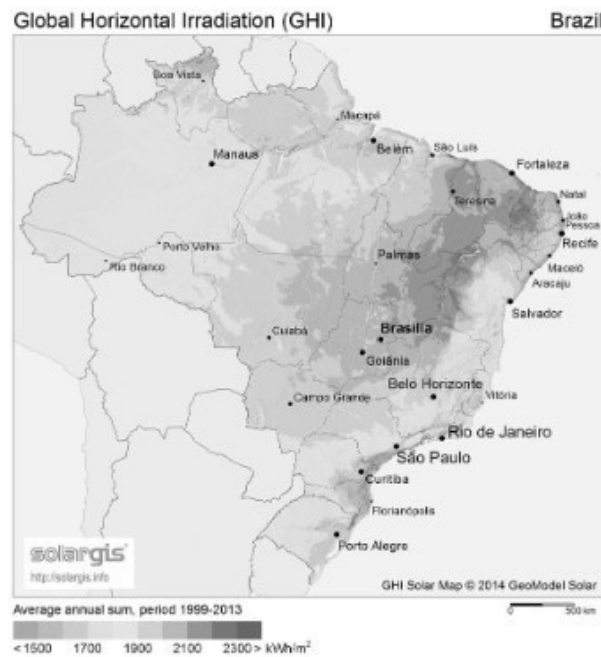 Global Horizontal Irradiation (GHI) Brazil
Boa Vista
Macapá
Belém
São Luís
Manaus
Fortaleza
Teresina
Natal
João
Pessoa
Recife
Porto Velho
Palmas
Rio Branco
Maceió
Aracaju
Salvador
Cuiabá
Brasília
Goiânia
Belo Horizonte
Campo Grande
Vitória
Rio de Janeiro
São Paulo
Curitiba
Florianópolis
Porto Alegre
solargis
http://solargis.info
GHI Solar Map © 2014 GeoModel Solar
Average annual sum, period 1999-2013
0 500 km
< 1500 1700 1900 2100 2300 > kWh/m²